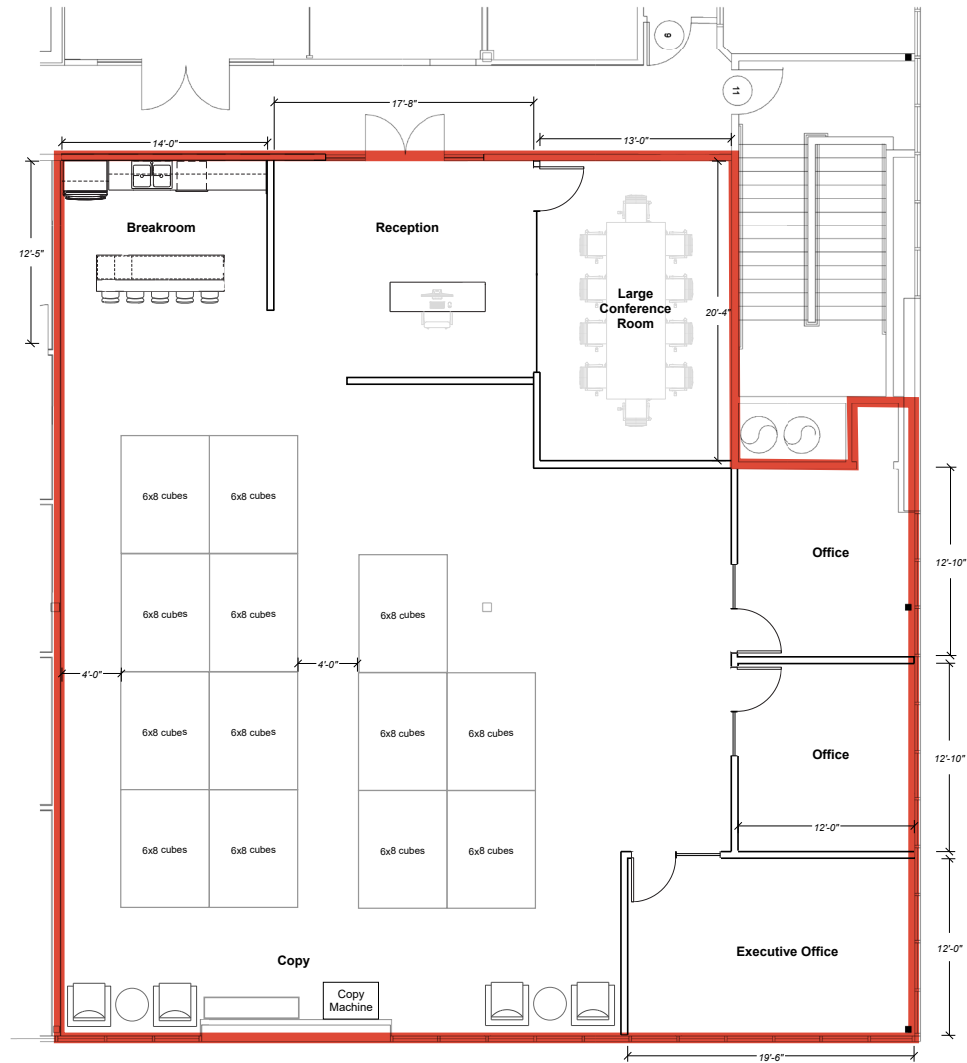 9
11
17'-8"
14'-0"
13'-0"
Breakroom
Reception
12'-5"
Large
Conference
Room
20'-4"
6x8 cubes
6x8 cubes
Office
12'-10"
6x8 cubes
6x8 cubes
6x8 cubes
4'-0"
4'-0"
6x8 cubes
6x8 cubes
6x8 cubes
6x8 cubes
Office
12'-10"
12'-0"
6x8 cubes
6x8 cubes
6x8 cubes
6x8 cubes
Copy
Executive Office
12'-0"
Copy
Machine
19'-6"